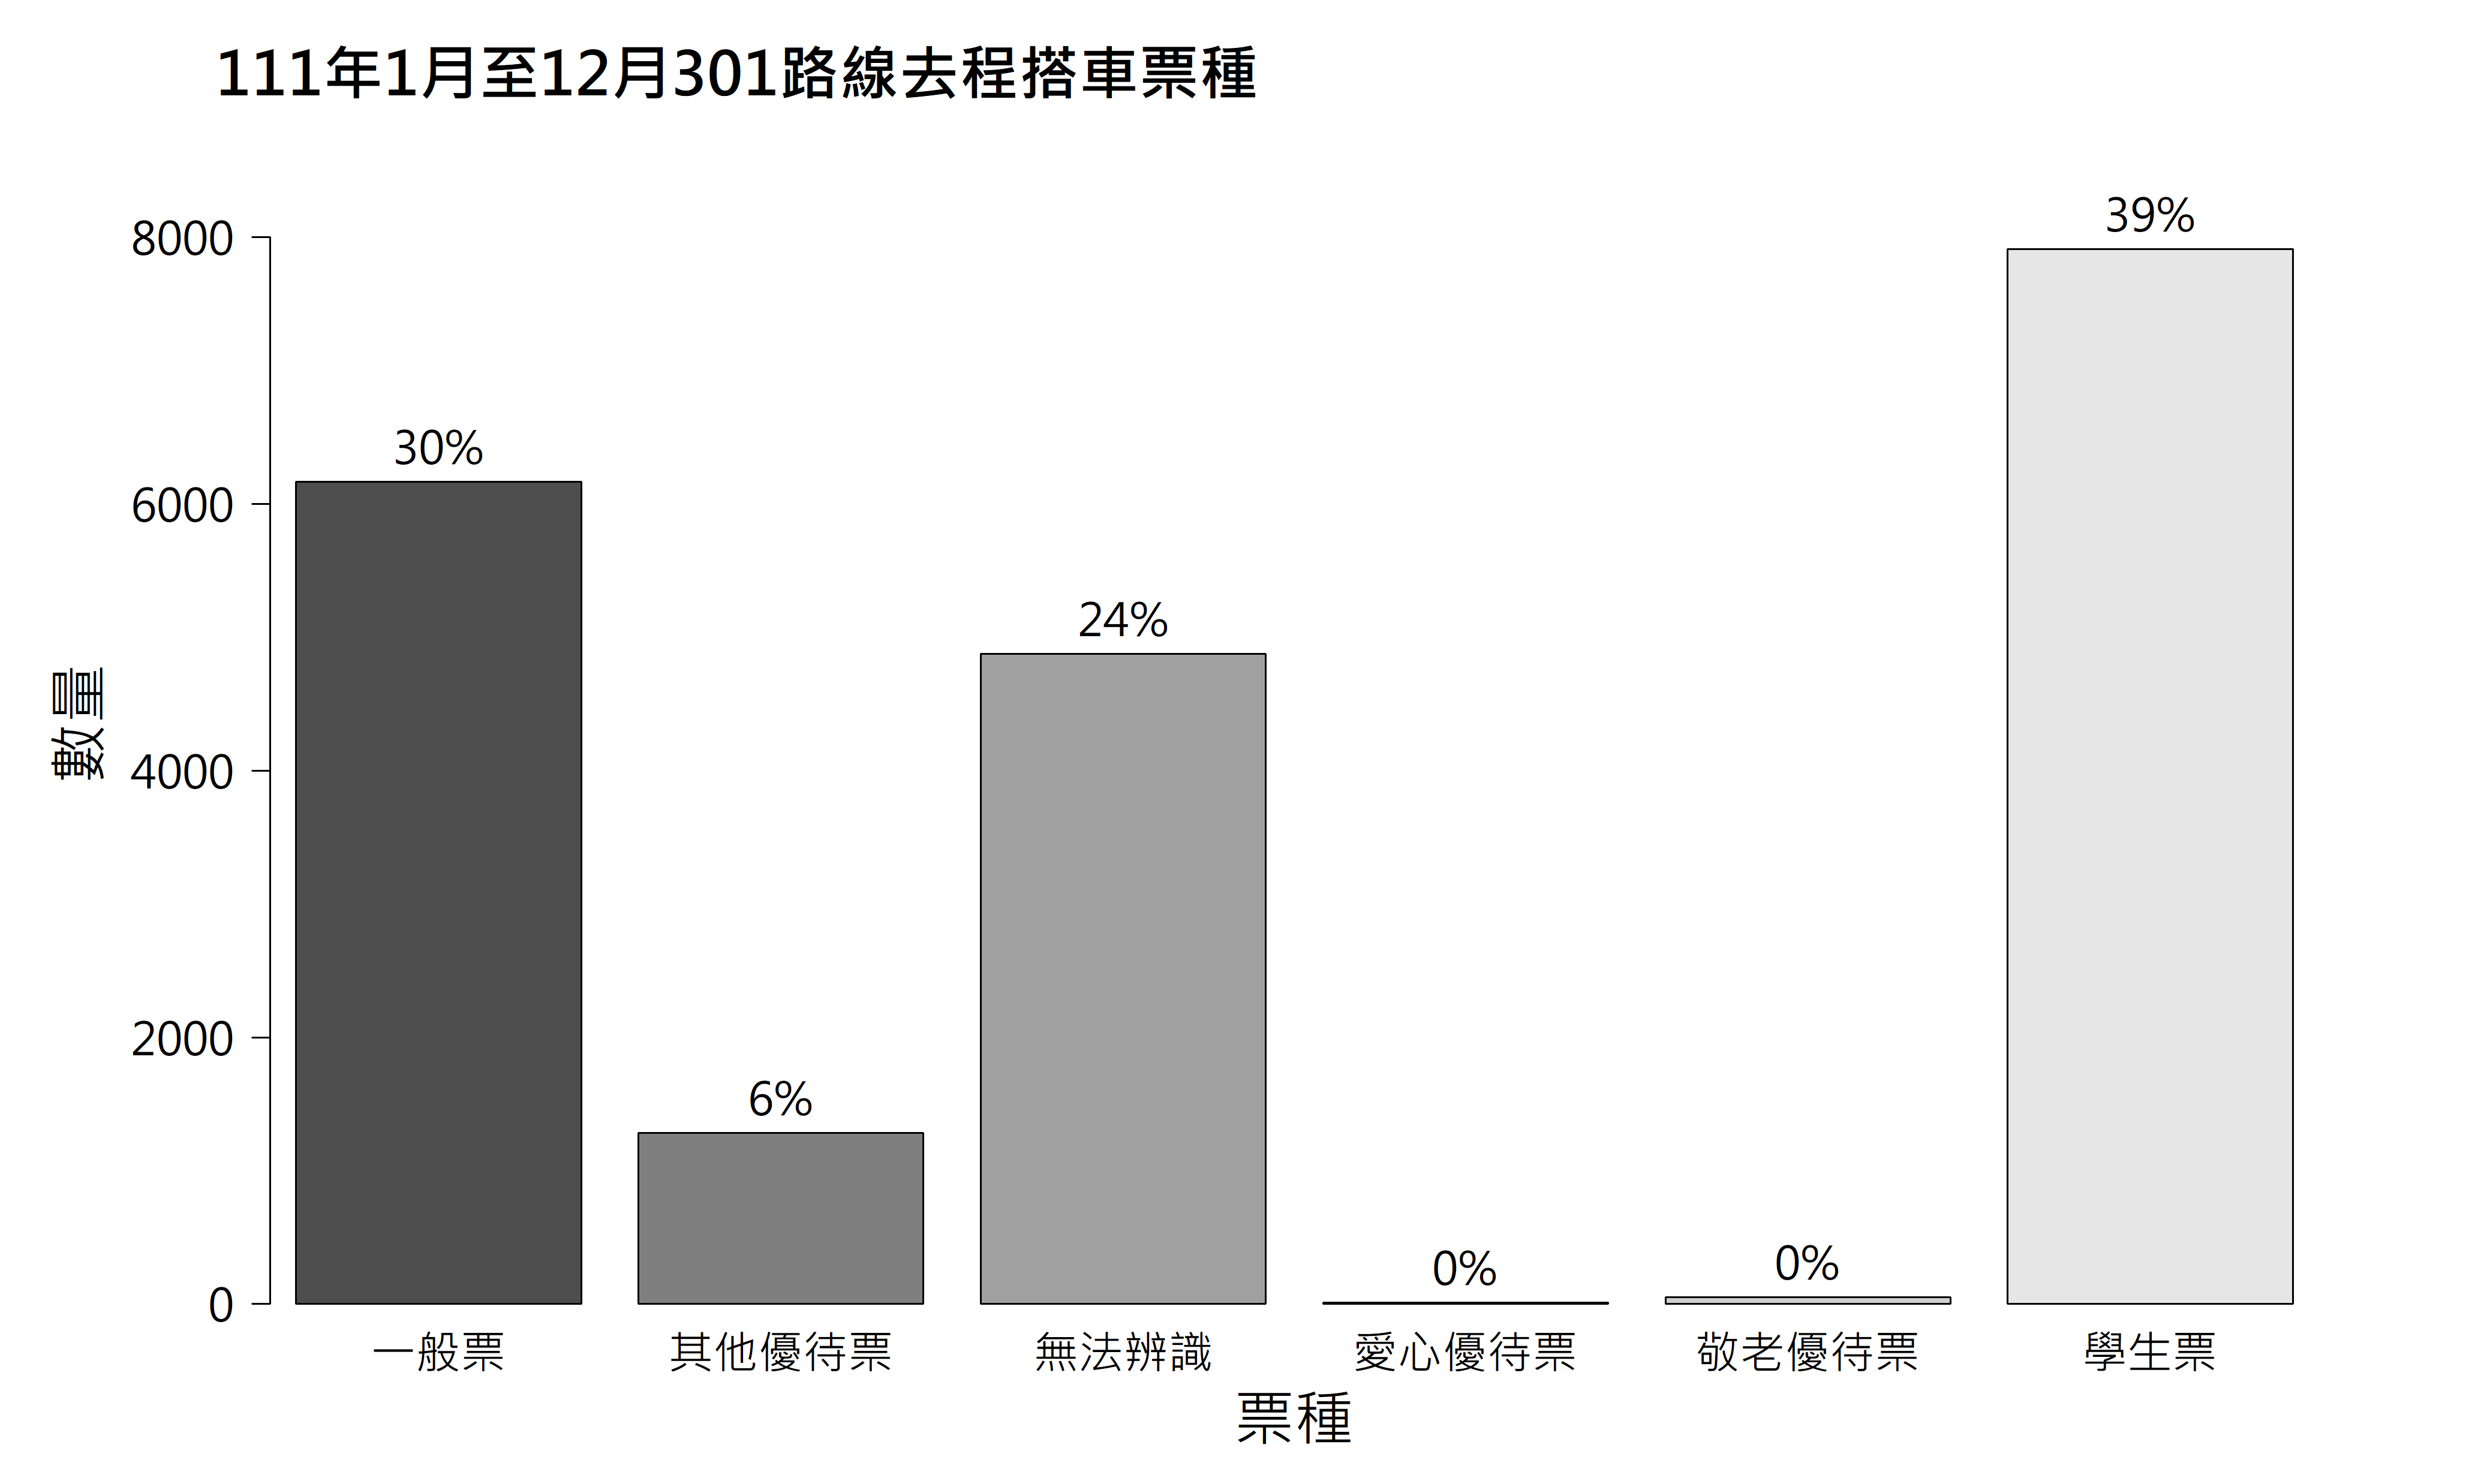 111年1月至12月301路線去程搭車票種
數量
8000
6000
4000
2000
0
30%
6%
24%
0%
0%
39%
一般票
其他優待票
無法辨識
愛心優待票
敬老優待票
學生票
票種